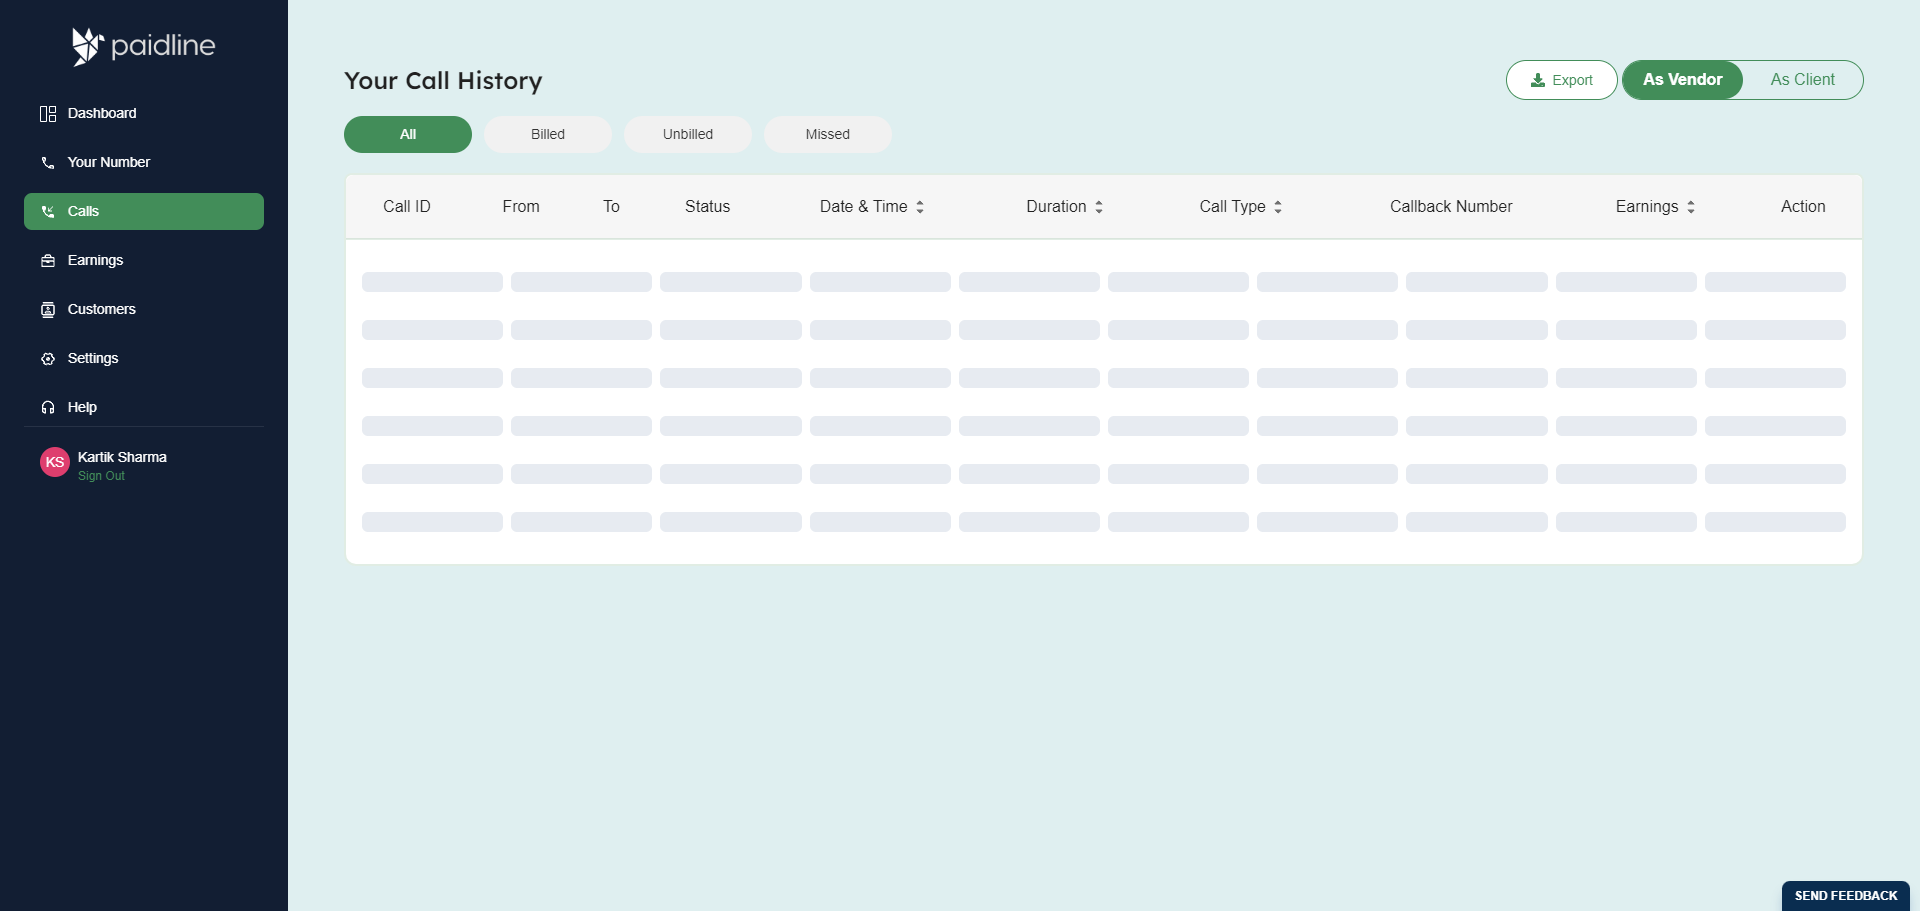 paidline
Dashboard
Your Number
Calls
Earnings
Customers
Settings
Help
KS
Kartik Sharma
Sign Out
Your Call History
Export
As Vendor
As Client
All
Billed
Unbilled
Missed
Call ID
From
To
Status
Date & Time
Duration
Call Type
Callback Number
Earnings
Action
SEND FEEDBACK